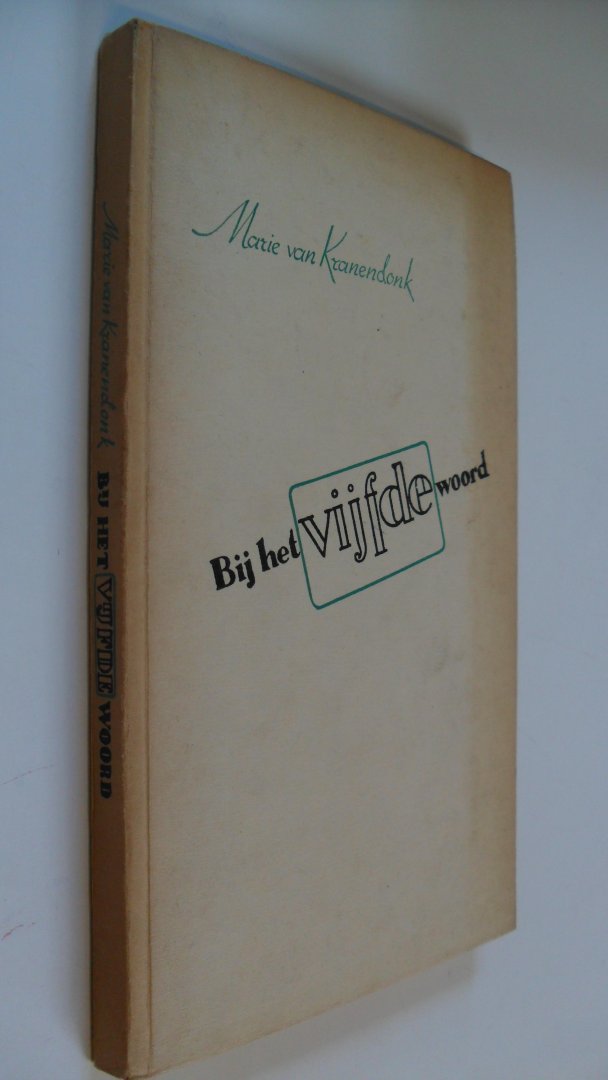 Marie van Kranendonk
Bij het vijfde woord
Marie van Kranendonk BIJ HET VIJFDE WOORD